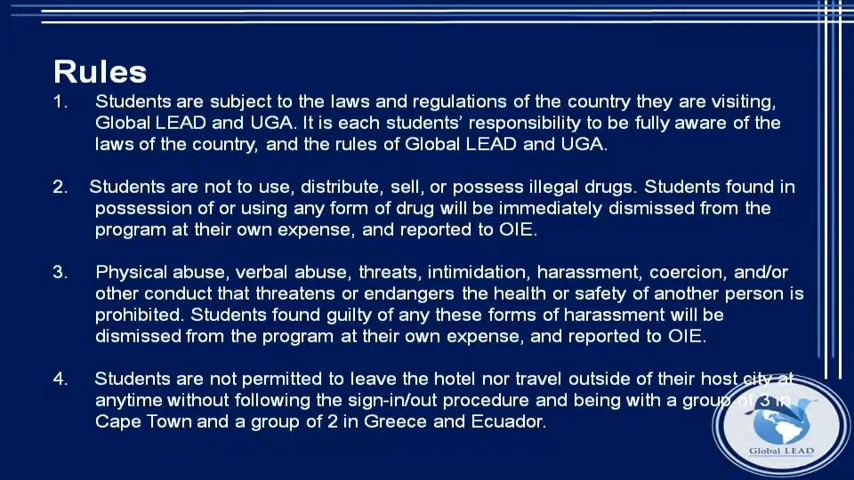 Rules
1. Students are subject to the laws and regulations of the country they are visiting,
Global LEAD and UGA. It is each students' responsibility to be fully aware of the
laws of the country, and the rules of Global LEAD and UGA.
2. Students are not to use, distribute, sell, or possess illegal drugs. Students found in
possession of or using any form of drug will be immediately dismissed from the
program at their own expense, and reported to OIE.
3. Physical abuse, verbal abuse, threats, intimidation, harassment, coercion, and/or
other conduct that threatens or endangers the health or safety of another person is
prohibited. Students found guilty of any these forms of harassment will be
dismissed from the program at their own expense, and reported to OIE.
4. Students are not permitted to leave the hotel nor travel outside of their host city at
anytime without following the sign-in/out procedure and being with a group of 3 in
Cape Town and a group of 2 in Greece and Ecuador.
Global LEAD